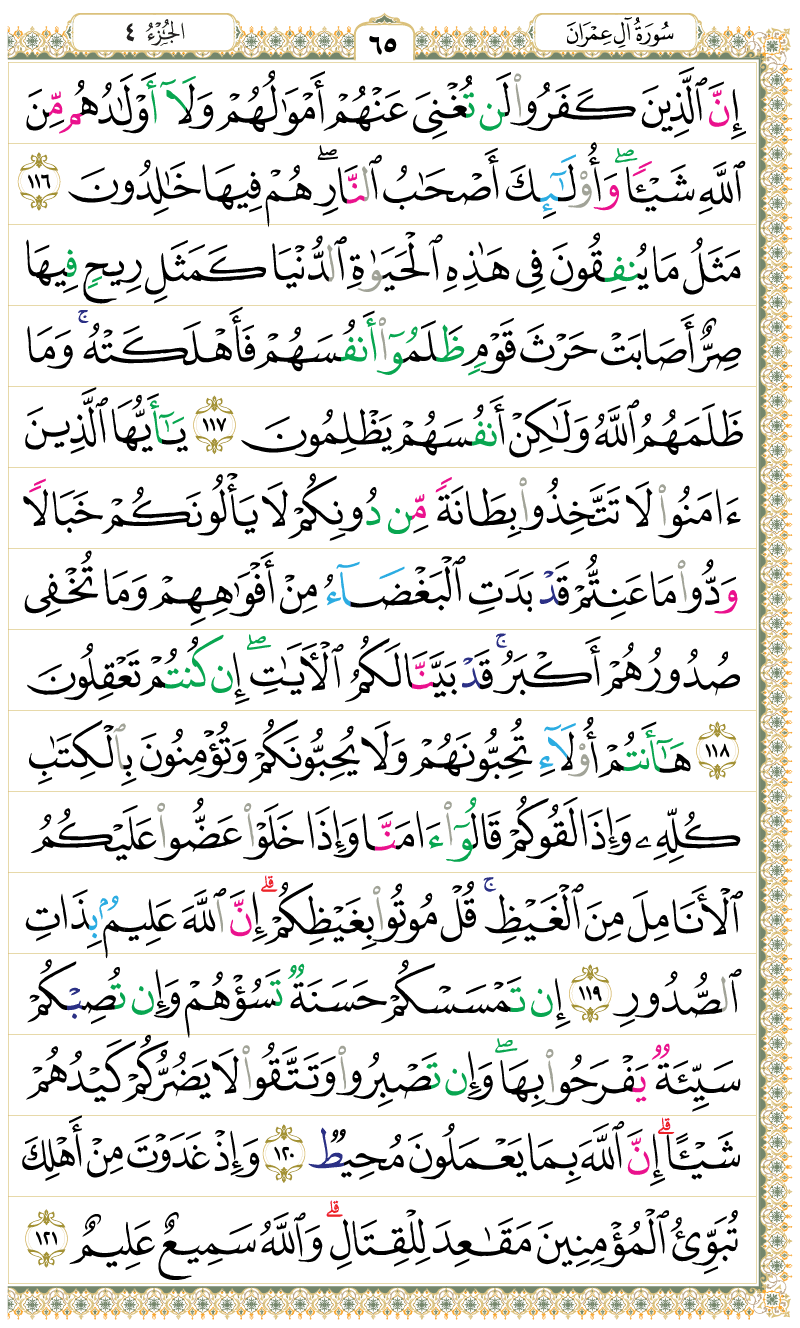 سُورَةُ آلِ عِمْرَانَ ٦٥ الجُزْءُ ٤
إِنَّ ٱلَّذِينَ كَفَرُوا۟ لَن تُغْنِىَ عَنْهُمْ أَمْوَٰلُهُمْ وَلَآ أَوْلَـٰدُهُم مِّنَ
ٱللَّهِ شَيْـًٔا ۖ وَأُو۟لَـٰٓئِكَ أَصْحَـٰبُ ٱلنَّارِ ۖ هُمْ فِيهَا خَـٰلِدُونَ ١١٦
مَثَلُ مَا يُنفِقُونَ فِى هَـٰذِهِ ٱلْحَيَوٰةِ ٱلدُّنْيَا كَمَثَلِ رِيحٍ فِيهَا
صِرٌّ أَصَابَتْ حَرْثَ قَوْمٍ ظَلَمُوٓا۟ أَنفُسَهُمْ فَأَهْلَكَتْهُ ۚ وَمَا
ظَلَمَهُمُ ٱللَّهُ وَلَـٰكِنْ أَنفُسَهُمْ يَظْلِمُونَ ١١٧ يَـٰٓأَيُّهَا ٱلَّذِينَ
ءَامَنُوا۟ لَا تَتَّخِذُوا۟ بِطَانَةً مِّن دُونِكُمْ لَا يَأْلُونَكُمْ خَبَالًا
وَدُّوا۟ مَا عَنِتُّمْ قَدْ بَدَتِ ٱلْبَغْضَآءُ مِنْ أَفْوَٰهِهِمْ وَمَا تُخْفِى
صُدُورُهُمْ أَكْبَرُ ۚ قَدْ بَيَّنَّا لَكُمُ ٱلْـَٔايَـٰتِ ۖ إِن كُنتُمْ تَعْقِلُونَ
١١٨ هَـٰٓأَنتُمْ أُو۟لَآءِ تُحِبُّونَهُمْ وَلَا يُحِبُّونَكُمْ وَتُؤْمِنُونَ بِٱلْكِتَـٰبِ
كُلِّهِۦ وَإِذَا لَقُوكُمْ قَالُوٓا۟ ءَامَنَّا وَإِذَا خَلَوْا۟ عَضُّوا۟ عَلَيْكُمُ
ٱلْأَنَامِلَ مِنَ ٱلْغَيْظِ ۚ قُلْ مُوتُوا۟ بِغَيْظِكُمْ ۗ إِنَّ ٱللَّهَ عَلِيمٌۢ بِذَاتِ
ٱلصُّدُورِ ١١٩ إِن تَمْسَسْكُمْ حَسَنَةٌ تَسُؤْهُمْ وَإِن تُصِبْكُمْ
سَيِّئَةٌ يَفْرَحُوا۟ بِهَا ۖ وَإِن تَصْبِرُوا۟ وَتَتَّقُوا۟ لَا يَضُرُّكُمْ كَيْدُهُمْ
شَيْـًٔا ۗ إِنَّ ٱللَّهَ بِمَا يَعْمَلُونَ مُحِيطٌ ١٢٠ وَإِذْ غَدَوْتَ مِنْ أَهْلِكَ
تُبَوِّئُ ٱلْمُؤْمِنِينَ مَقَـٰعِدَ لِلْقِتَالِ ۗ وَٱللَّهُ سَمِيعٌ عَلِيمٌ ١٢١